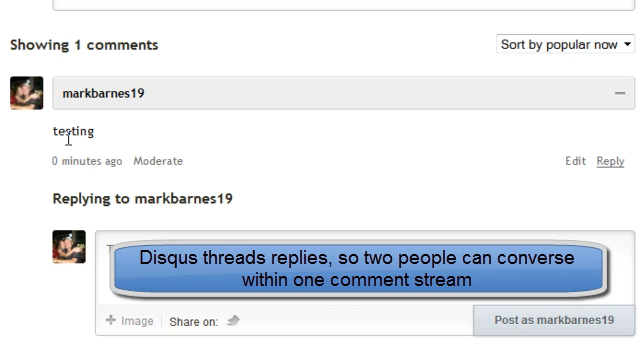 Showing 1 comments
Sort by popular now
markbarnes19
testing
0 minutes ago Moderate Edit Reply
Replying to markbarnes19
Disqus threads replies, so two people can converse
within one comment stream
+ Image Share on: Post as markbarnes19